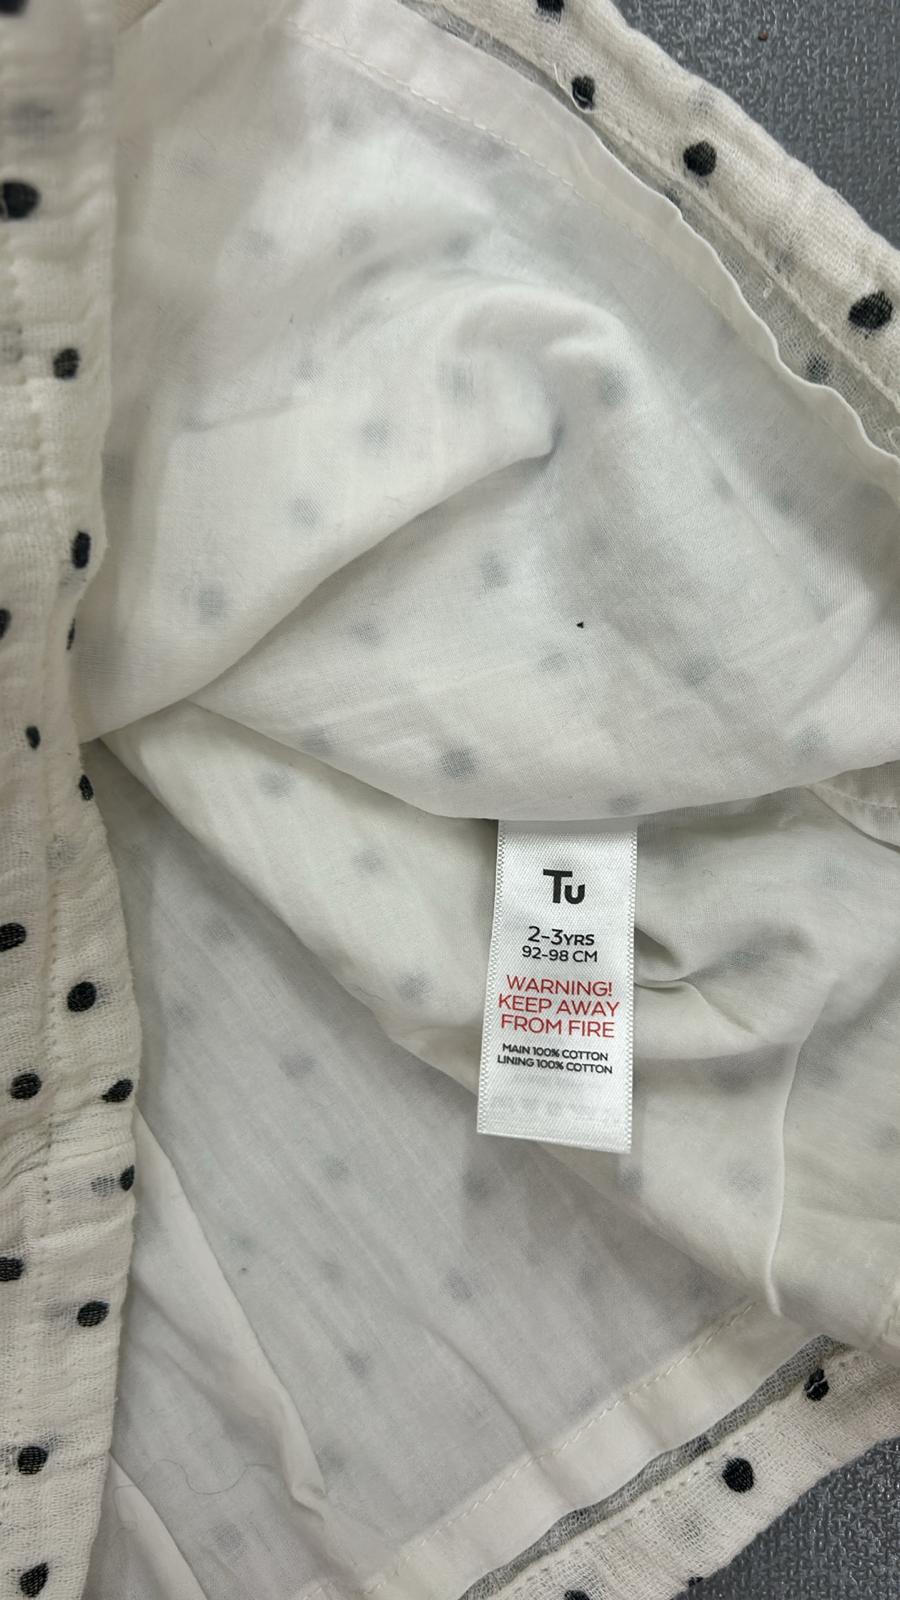 Tu
2-3YRS
92-98 CM
WARNING!
KEEP AWAY
FROM FIRE
MAIN 100% COTTON
LINING 100% COTTON